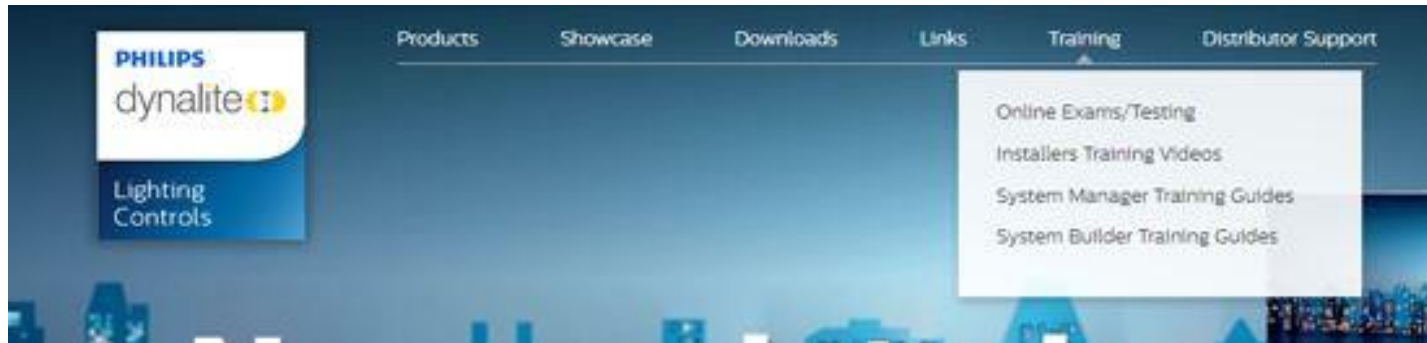 Products Showcase Downloads Links Training Distributor Support
PHILIPS
dynalite
Lighting
Controls
Online Exams/Testing
Installers Training Videos
System Manager Training Guides
System Builder Training Guides